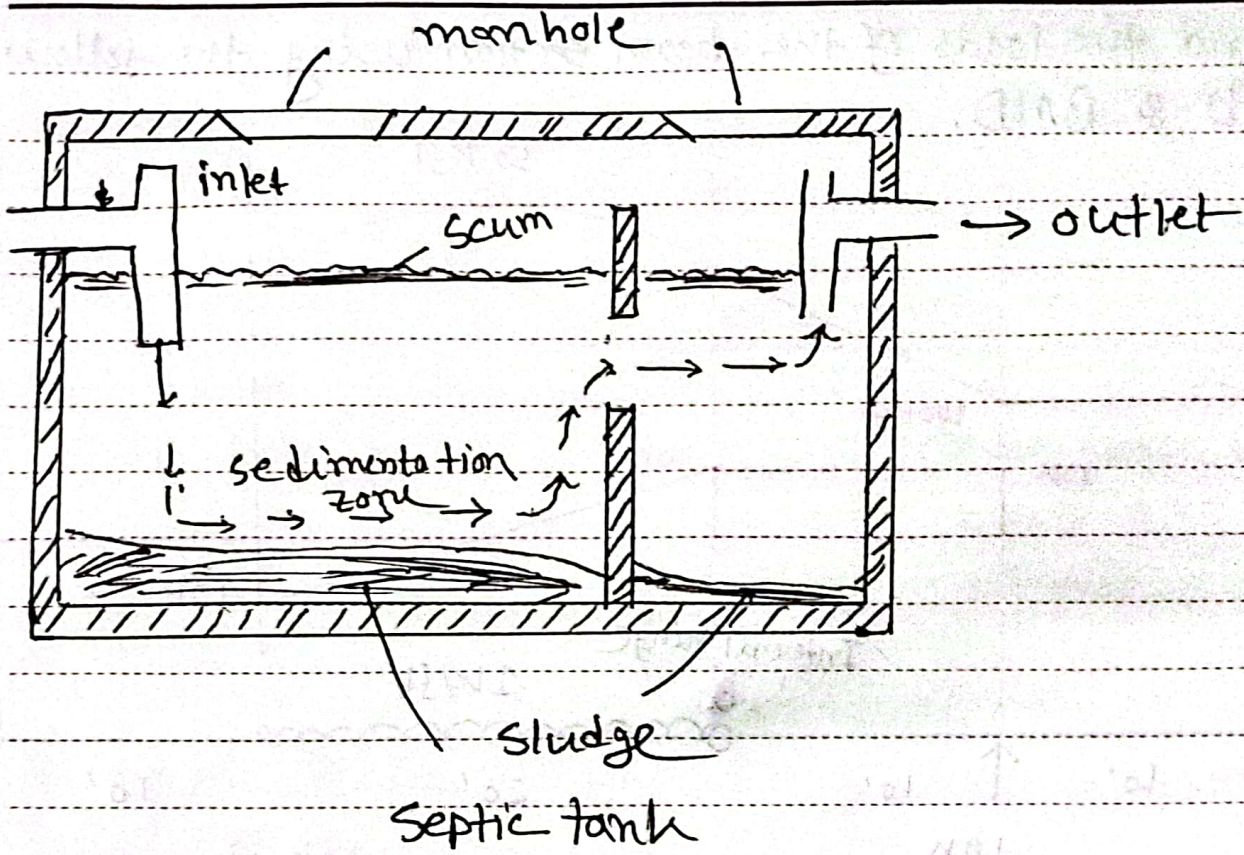 manhole
inlet
scum
→ outlet
sedimentation
zone
sludge
Septic tank